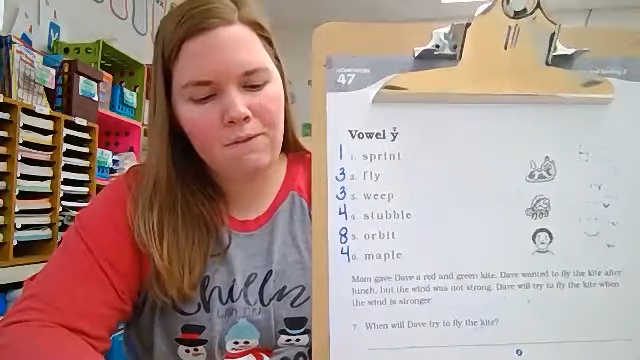 HOMEWORK
47
Vowel ў
1 1. sprint
3 2. fly
3 3. weep
4 4. stubble
8 5. orbit
4 6. maple
Mom gave Dave a red and green kite. Dave wanted to fly the kite after
lunch, but the wind was not strong. Dave will try to fly the kite when
the wind is stronger.
7. When will Dave try to fly the kite?
Chillin